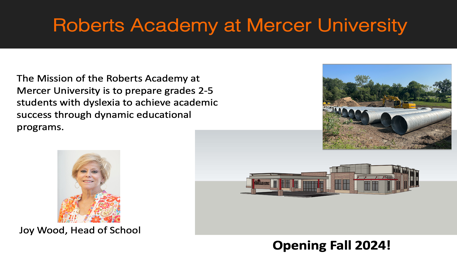 Roberts Academy at Mercer University
The Mission of the Roberts Academy at
Mercer University is to prepare grades 2-5
students with dyslexia to achieve academic
success through dynamic educational
programs.
Joy Wood, Head of School
Opening Fall 2024!